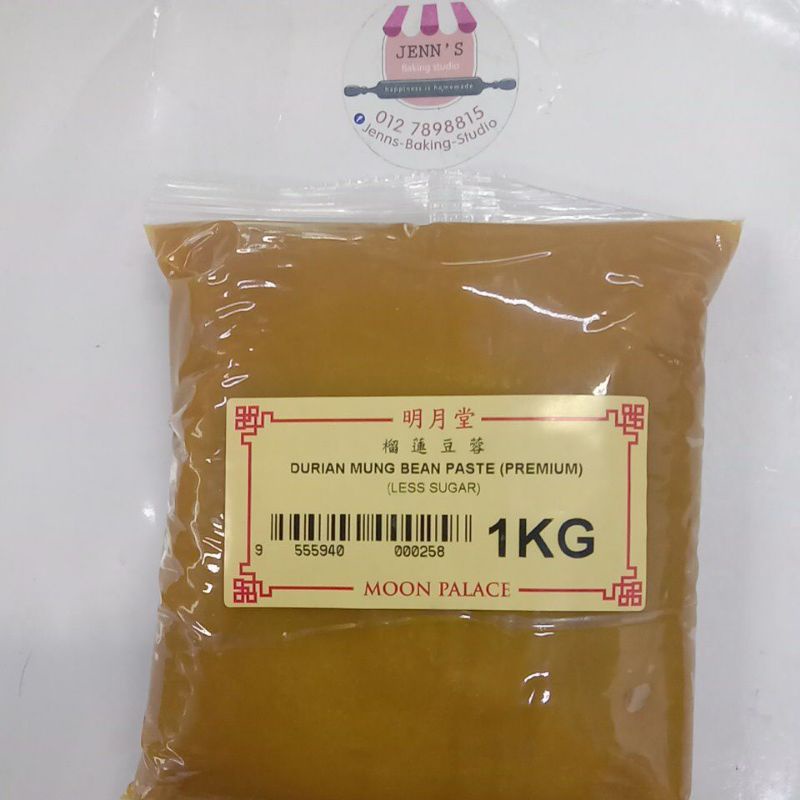 JENN'S
Baking studio
happiness is homemade
012 7898815
Jenns-Baking-Studio
明月堂
榴蓮豆蓉
DURIAN MUNG BEAN PASTE (PREMIUM)
(LESS SUGAR)
9 555940 000258
1KG
MOON PALACE